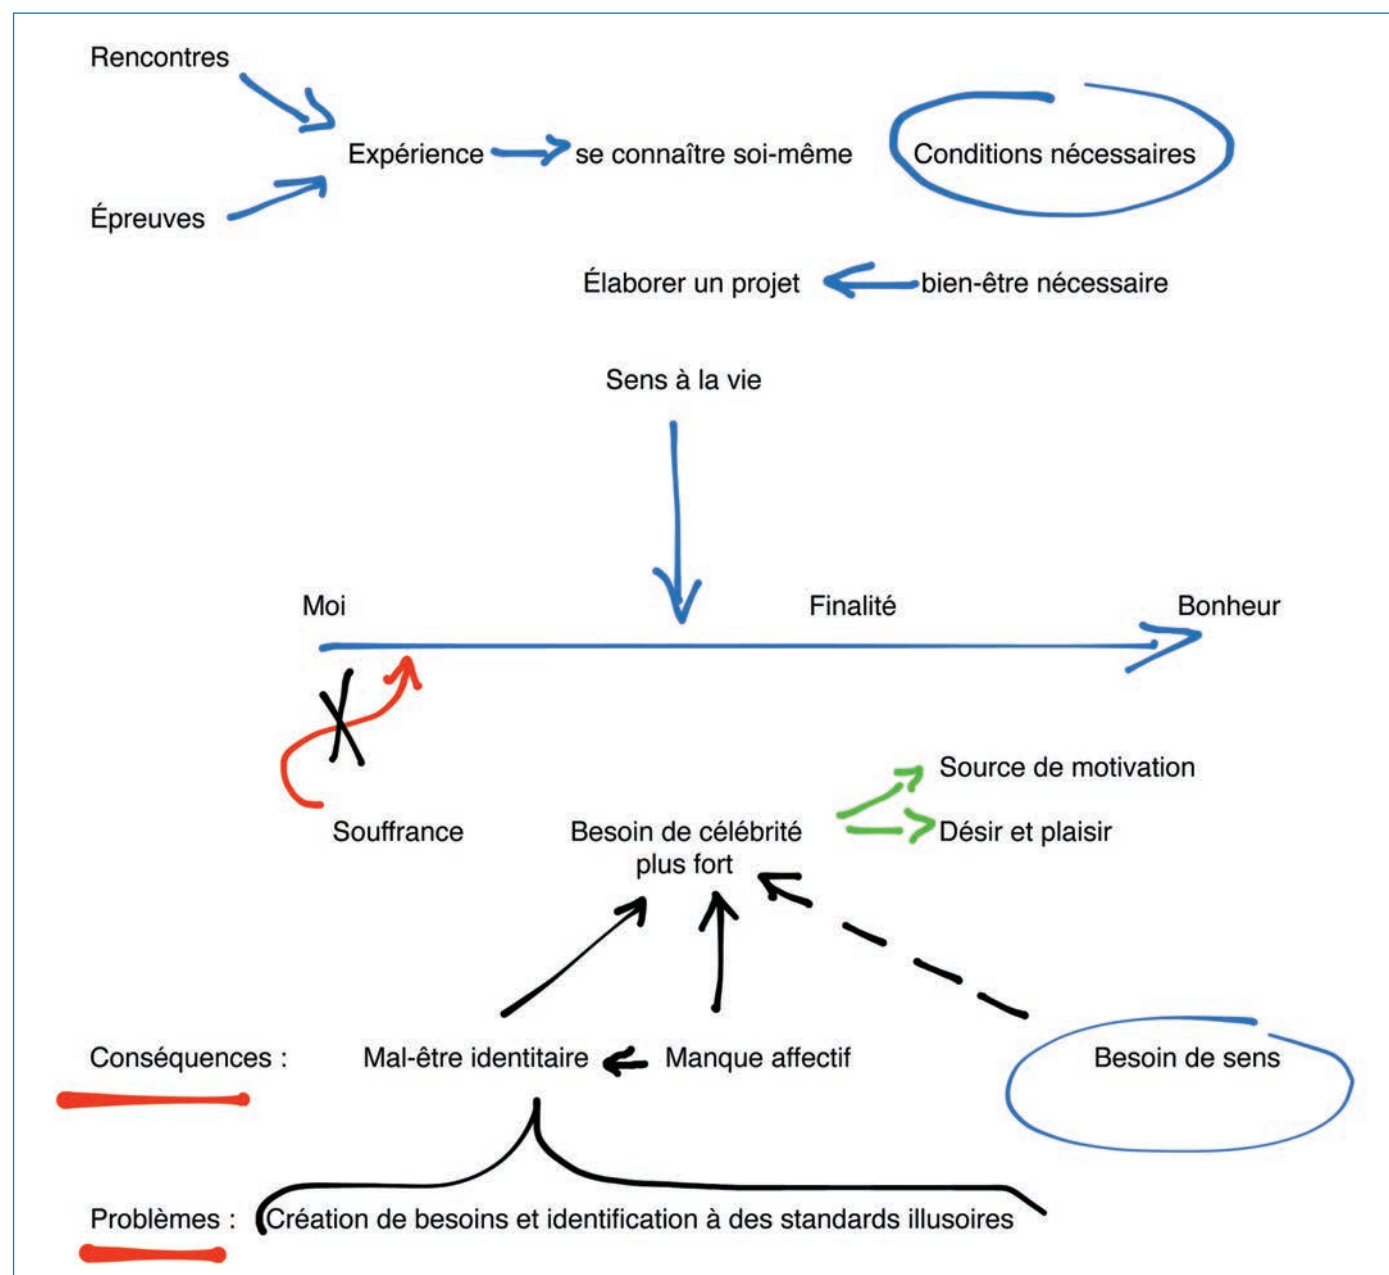 Rencontres
Expérience
se connaître soi-même
Conditions nécessaires
Épreuves
Élaborer un projet
bien-être nécessaire
Sens à la vie
Moi
Finalité
Bonheur
Source de motivation
Souffrance
Besoin de célébrité
plus fort
Désir et plaisir
Conséquences :
Mal-être identitaire
Manque affectif
Besoin de sens
Problèmes :
Création de besoins et identification à des standards illusoires